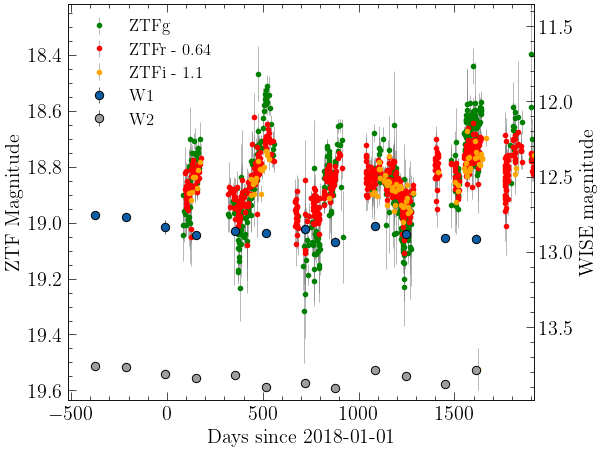 ZTFg
ZTFr - 0.64
ZTFi - 1.1
W1
W2
18.4
18.6
18.8
19.0
19.2
19.4
19.6
ZTF Magnitude
11.5
12.0
12.5
13.0
13.5
WISE magnitude
−500
0
500
1000
1500
Days since 2018-01-01